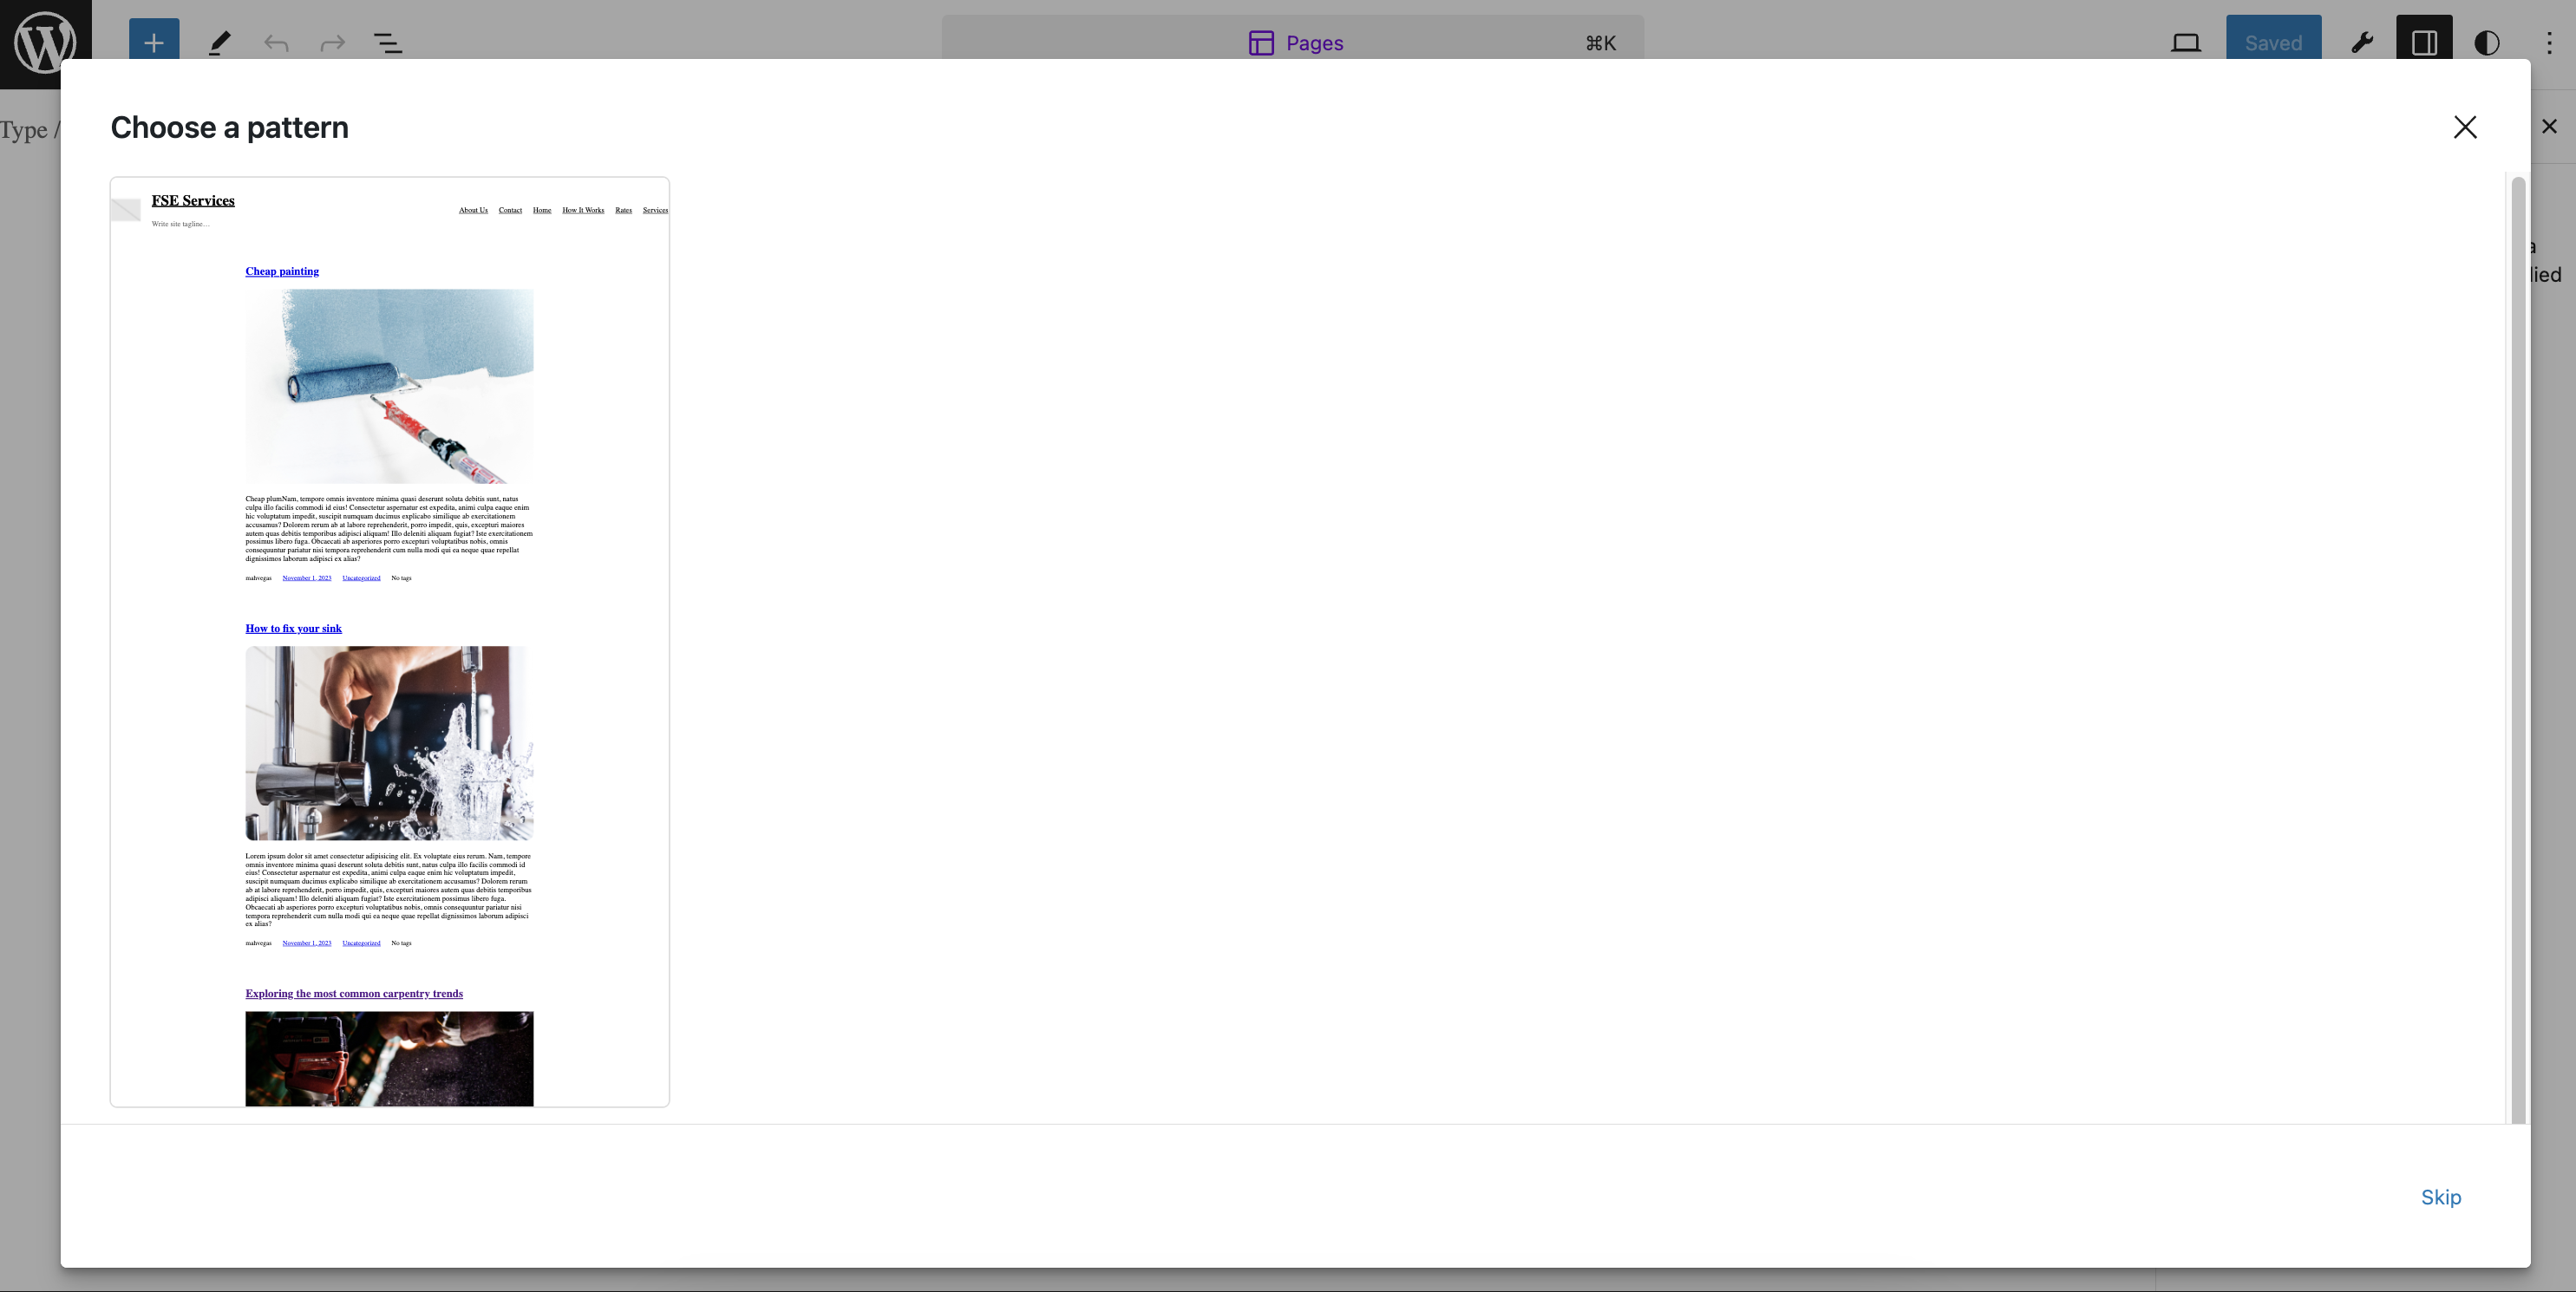 Pages
⌘K
Saved
Type /
Choose a pattern
lied
FSE Services
Write site tagline...
About Us Contact Home How It Works Rates Services
Cheap painting
Cheap plumNam, tempore omnis inventore minima quasi deserunt soluta debitis sunt, natus
culpa illo facilis commodi id eius! Consectetur aspernatur est expedita, animi culpa eaque enim
hic voluptatum impedit, suscipit numquam ducimus explicabo similique ab exercitationem
accusamus? Dolorem rerum ab at labore reprehenderit, porro impedit, quis, excepturi maiores
autem quas debitis temporibus adipisci aliquam! Illo deleniti aliquam fugiat? Iste exercitationem
possimus libero fuga. Obcaecati ab asperiores porro excepturi voluptatibus nobis, omnis
consequuntur pariatur nisi tempora reprehenderit cum nulla modi qui ea neque quae repellat
dignissimos laborum adipisci ex alias?
November 1, 2023 Uncategorized No tags
How to fix your sink
Lorem ipsum dolor sit amet consectetur adipisicing elit. Ex voluptate eius rerum. Nam, tempore
omnis inventore minima quasi deserunt soluta debitis sunt, natus culpa illo facilis commodi id
eius! Consectetur aspernatur est expedita, animi culpa eaque enim hic voluptatum impedit,
suscipit numquam ducimus explicabo similique ab exercitationem accusamus? Dolorem rerum
ab at labore reprehenderit, porro impedit, quis, excepturi maiores autem quas debitis temporibus
adipisci aliquam! Illo deleniti aliquam fugiat? Iste exercitationem possimus libero fuga.
Obcaecati ab asperiores porro excepturi voluptatibus nobis, omnis consequuntur pariatur nisi
tempora reprehenderit cum nulla modi qui ea neque quae repellat dignissimos laborum adipisci
ex alias?
November 1, 2023 Uncategorized No tags
Exploring the most common carpentry trends
Skip